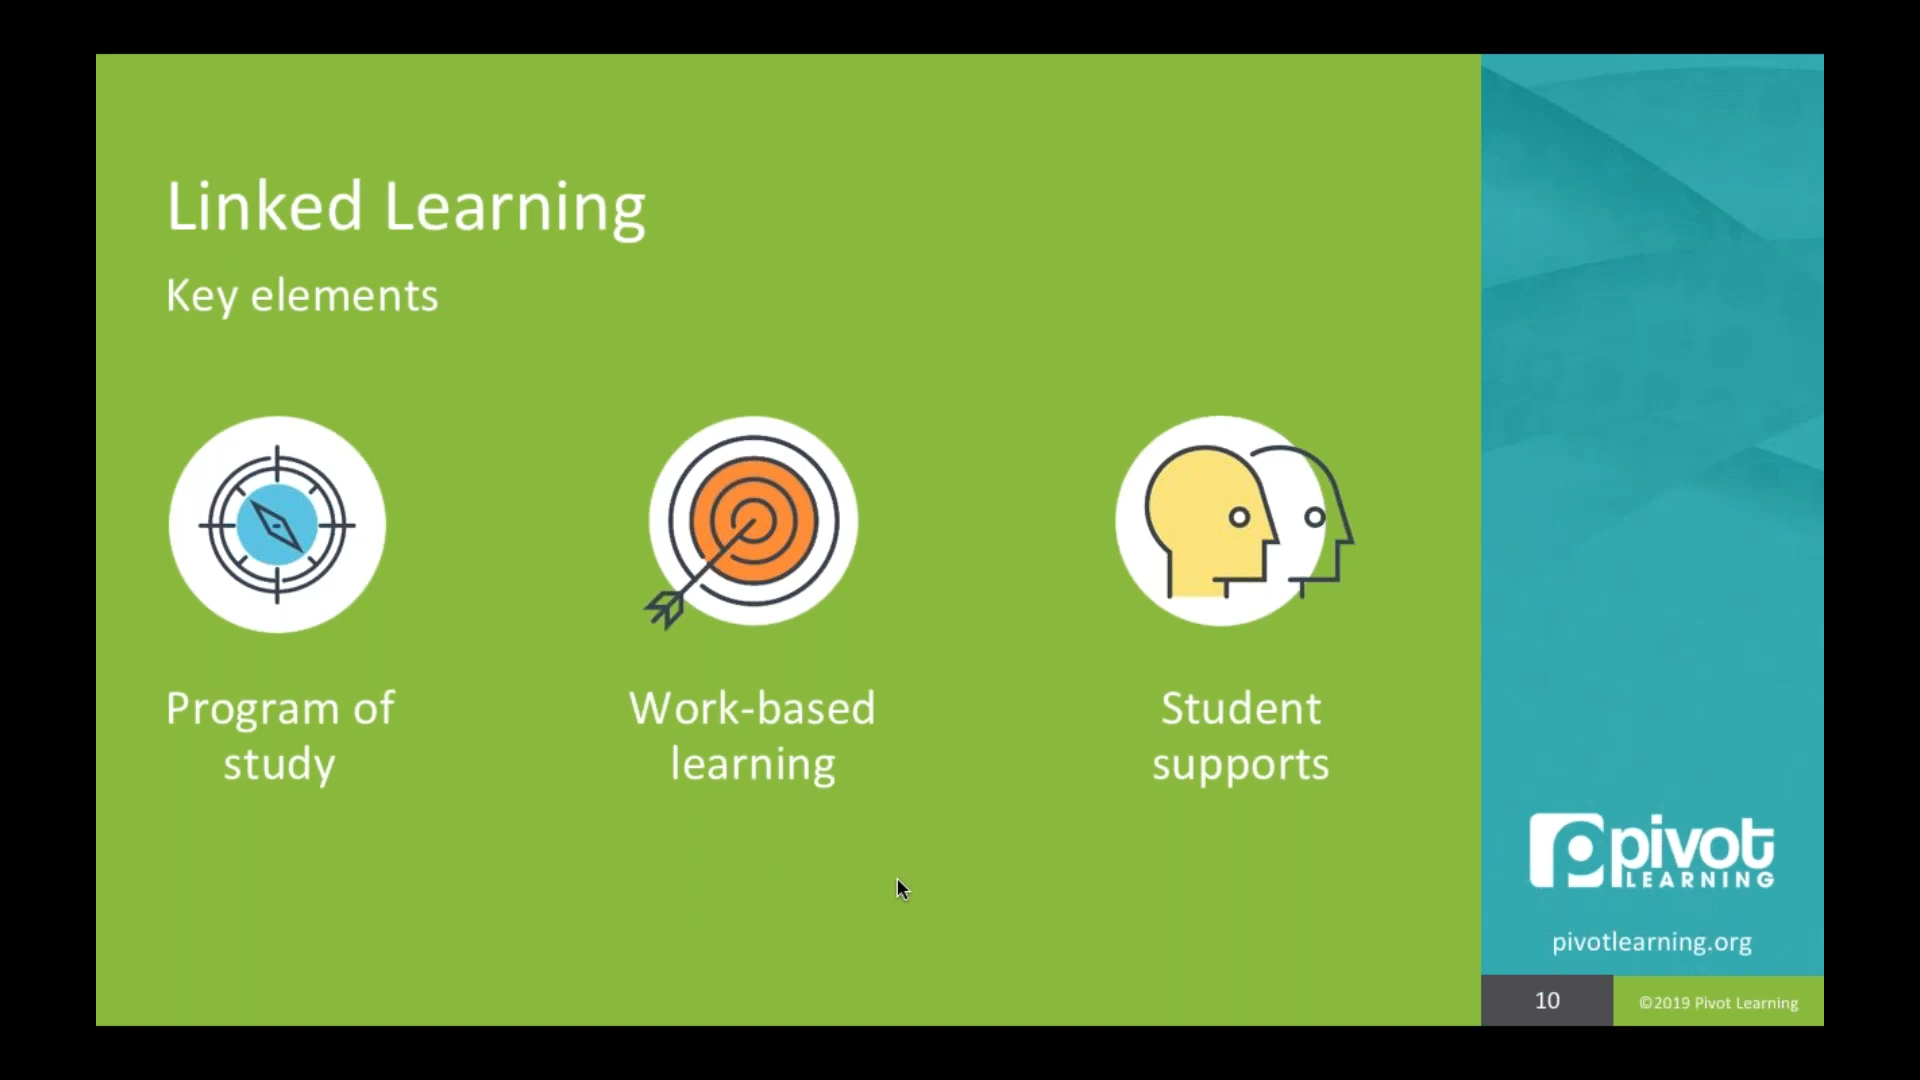 Linked Learning
Key elements
Program of
study
Work-based
learning
Student
supports
pivot
LEARNING
pivotlearning.org
10
©2019 Pivot Learning